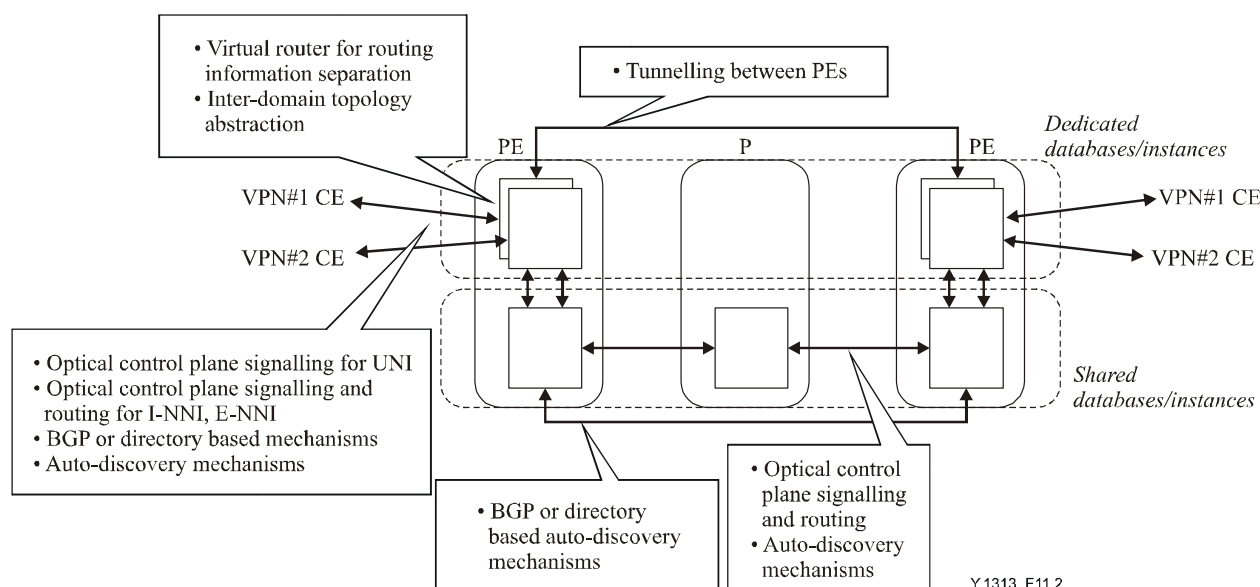 • Virtual router for routing
information separation
• Inter-domain topology
abstraction
• Tunnelling between PEs
Dedicated
databases/instances
PE
P
PE
VPN#1 CE
VPN#1 CE
VPN#2 CE
VPN#2 CE
• Optical control plane signalling for UNI
• Optical control plane signalling and
routing for I-NNI, E-NNI
• BGP or directory based mechanisms
• Auto-discovery mechanisms
Shared
databases/instances
• BGP or directory
based auto-discovery
mechanisms
• Optical control
plane signalling
and routing
• Auto-discovery
mechanisms
Y.1313_F11.2